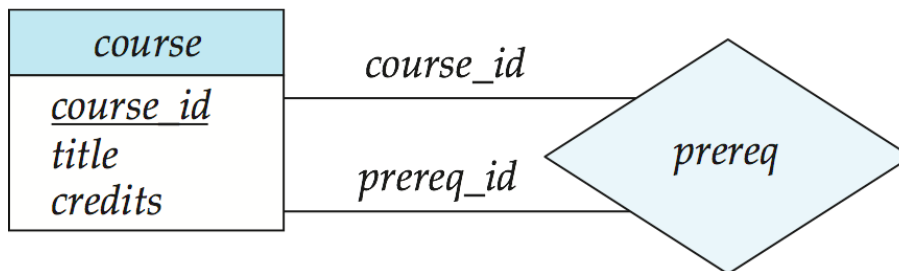 course
course_id
title
credits
course_id
prereq_id
prereq